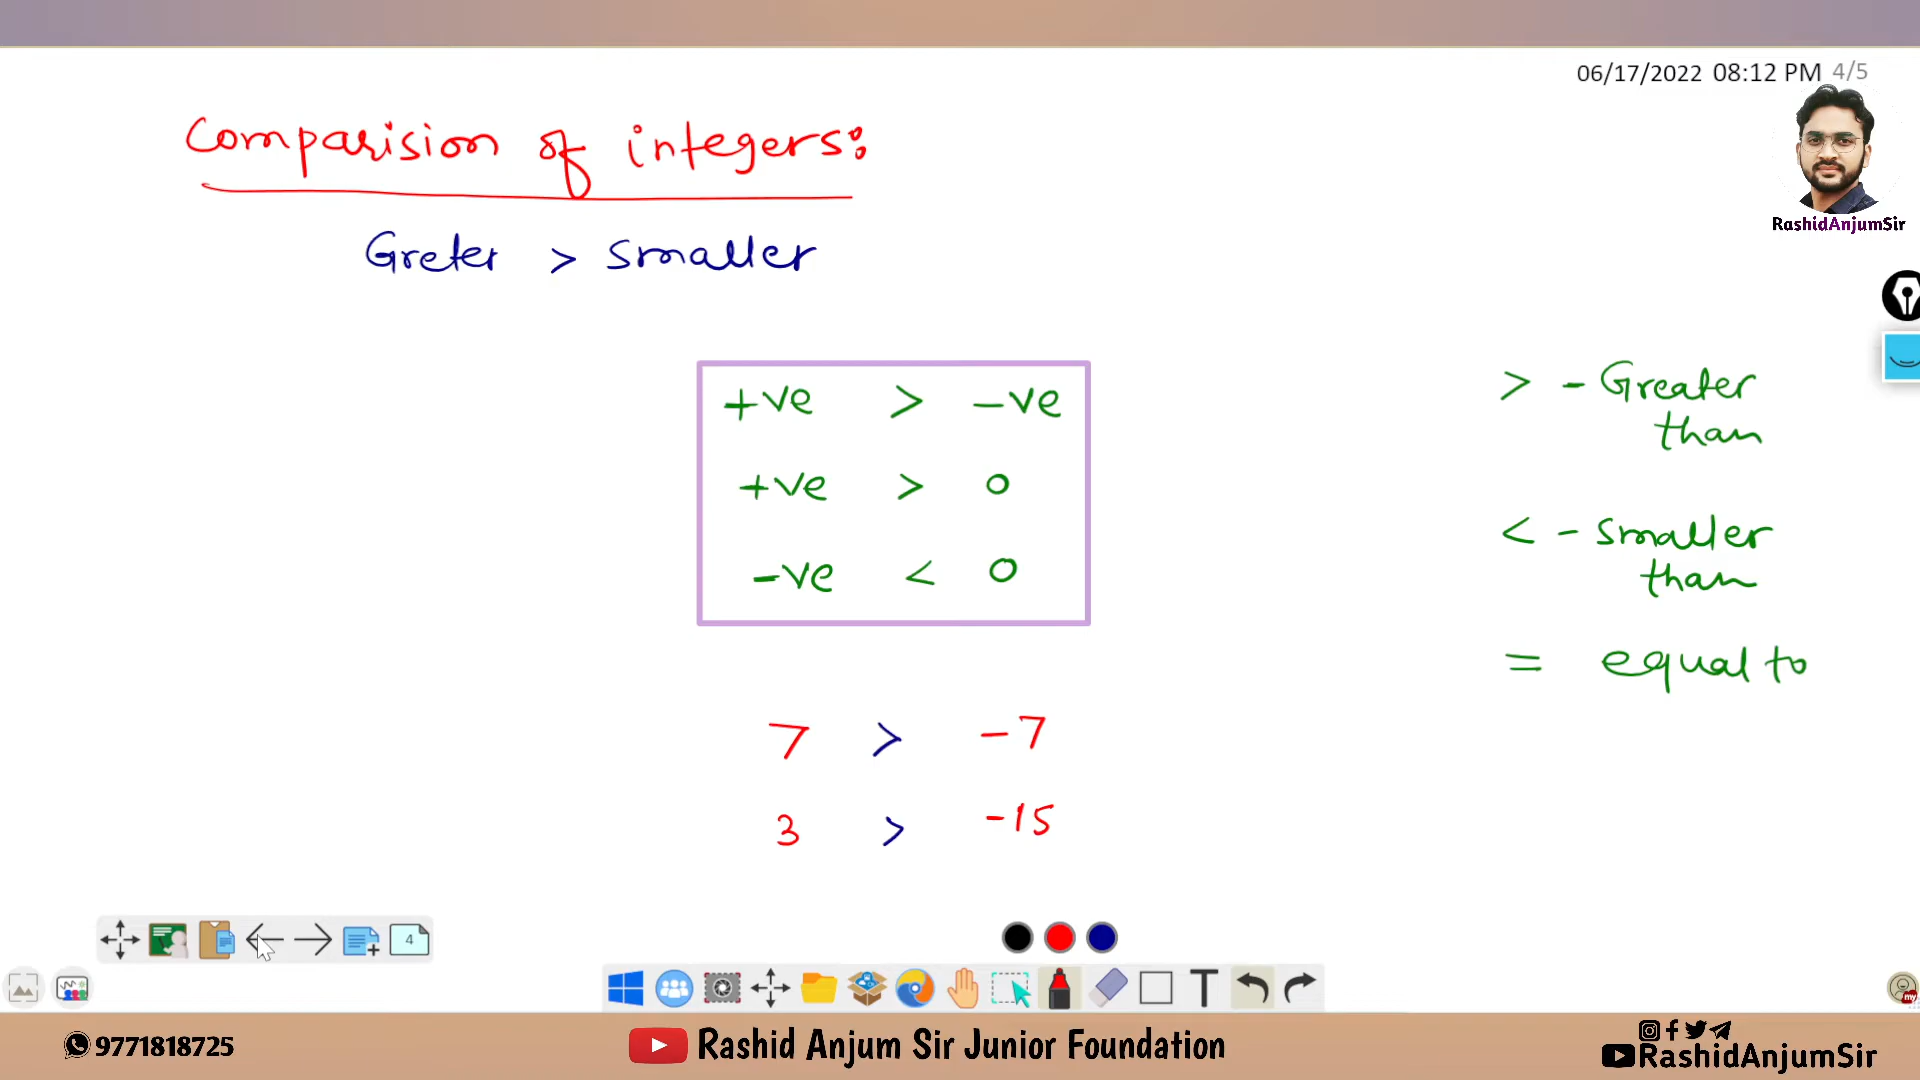 06/17/2022 08:12 PM 4/5
Comparision of integers:
RashidAnjumSir
Greter > smaller
+ve > -ve
+ve > 0
-ve < 0
> - Greater
than
< - smaller
than
= equal to
7 > -7
3 > -15
4
T
my
9771818725
Rashid Anjum Sir Junior Foundation
RashidAnjumSir